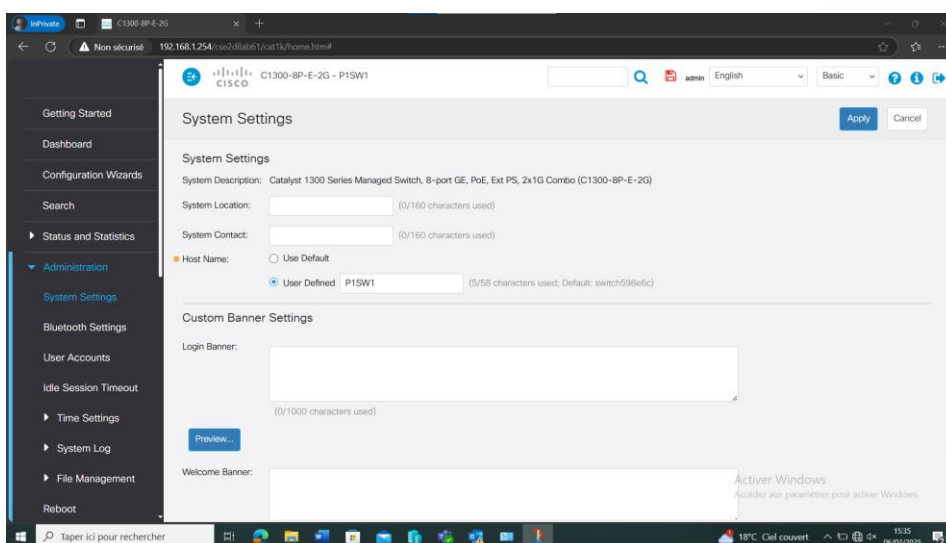 InPrivate C1300-8P-E-2G
Non sécurisé 192.168.1.254/cse2d8ab61/cat1k/home.htm#
CISCO C1300-8P-E-2G - P1SW1 admin English Basic
Getting Started
System Settings Apply Cancel
Dashboard
System Settings
Configuration Wizards
System Description: Catalyst 1300 Series Managed Switch, 8-port GE, PoE, Ext PS, 2x1G Combo (C1300-8P-E-2G)
Search
System Location: (0/160 characters used)
Status and Statistics
System Contact: (0/160 characters used)
Host Name: Use Default
Administration
User Defined P1SW1 (5/58 characters used; Default: switch598e6c)
System Settings
Custom Banner Settings
Bluetooth Settings
Login Banner:
User Accounts
Idle Session Timeout
(0/1000 characters used)
Time Settings
Preview...
System Log
Welcome Banner:
File Management
Activer Windows
Accédez aux paramètres pour activer Windows.
Reboot
Taper ici pour rechercher 18°C Ciel couvert 15:35
06/03/2025